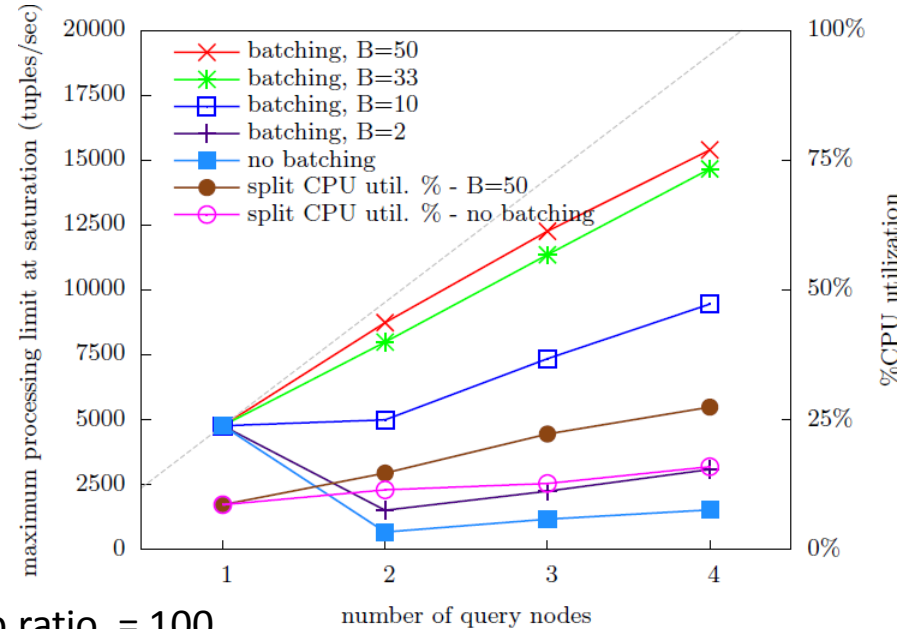 maximum processing limit at saturation (tuples/sec)
20000
17500
15000
12500
10000
7500
5000
2500
0
batching, B=50
batching, B=33
batching, B=10
batching, B=2
no batching
split CPU util. % - B=50
split CPU util. % - no batching
100%
75%
50%
25%
0%
%CPU utilization
1 2 3 4
number of query nodes
ratio = 100